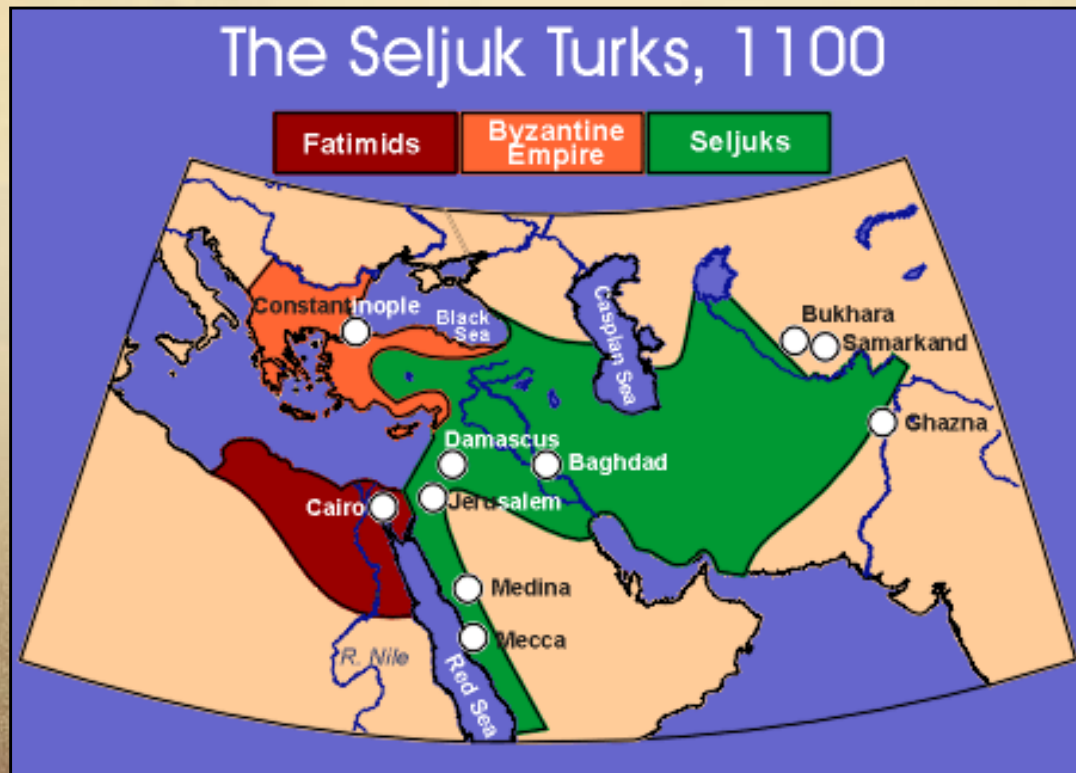 The Seljuk Turks, 1100
Fatimids
Byzantine
Empire
Seljuks
Constantinople
Black
Sea
Caspian Sea
Bukhara
Samarkand
Ghazna
Damascus
Baghdad
Cairo
Jerusalem
Medina
Mecca
R. Nile
Red Sea